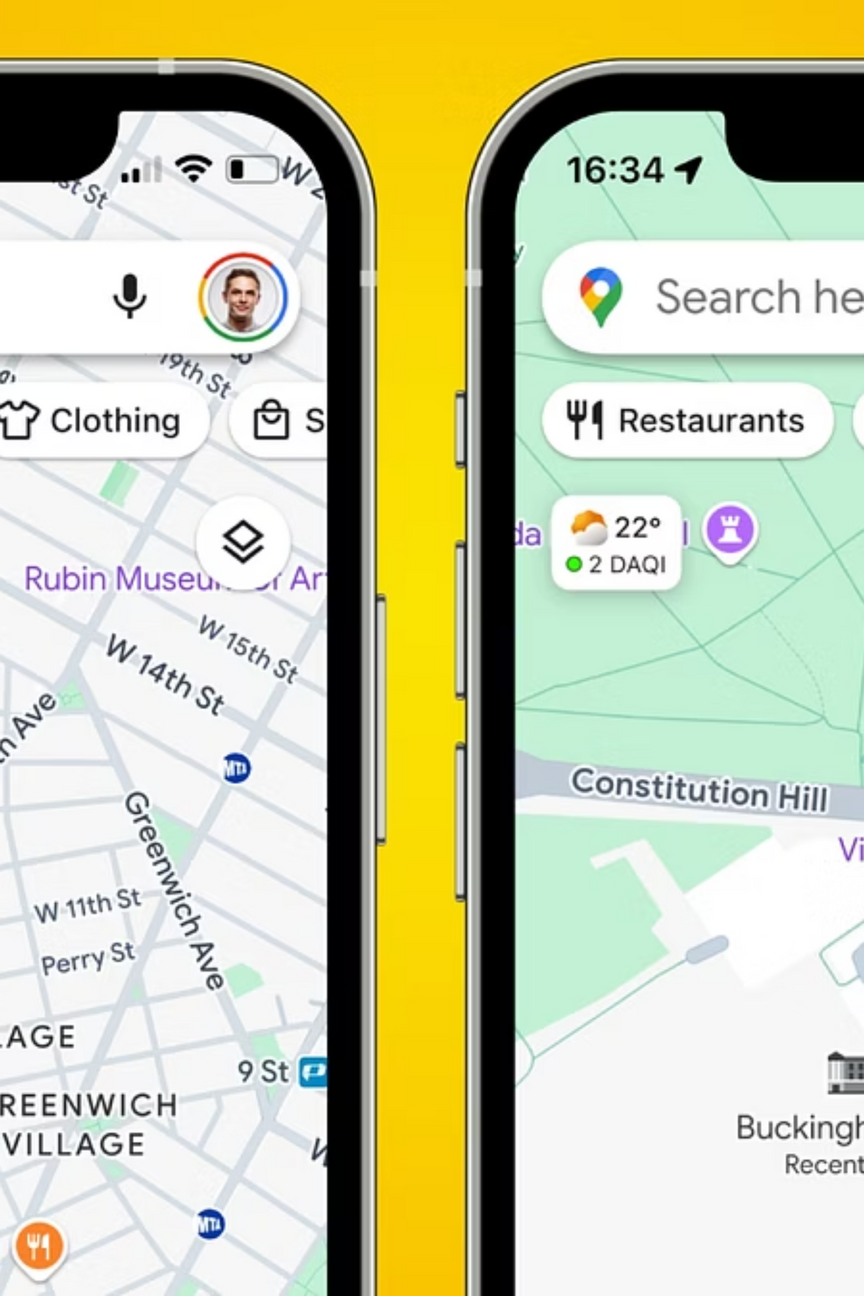 st St
W 2
19th St
Clothing
S
Rubin Museum of Ar
W 15th St
W 14th St
h Ave
MTA
Greenwich Ave
W 11th St
Perry St
LAGE
9 St
REENWICH
VILLAGE
W
MTA
16:34
Search he
Restaurants
da
22°
l
2 DAQI
Constitution Hill
Vi
Buckingh
Recent